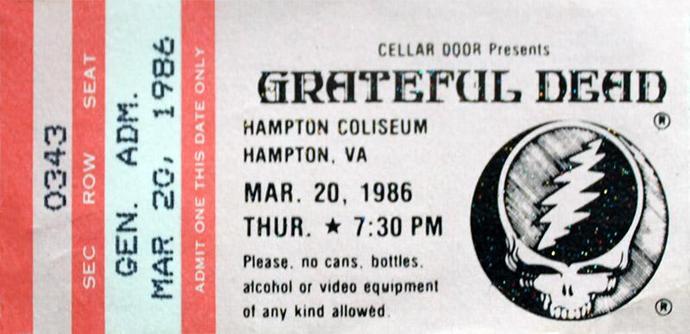 0343
SEC ROW SEAT
GEN. ADM.
MAR 20, 1986
ADMIT ONE THIS DATE ONLY
CELLAR DOOR Presents
GRATEFUL DEAD
®
HAMPTON COLISEUM
HAMPTON, VA
MAR. 20, 1986
THUR. ★ 7:30 PM
Please, no cans, bottles,
alcohol or video equipment
of any kind allowed.
®